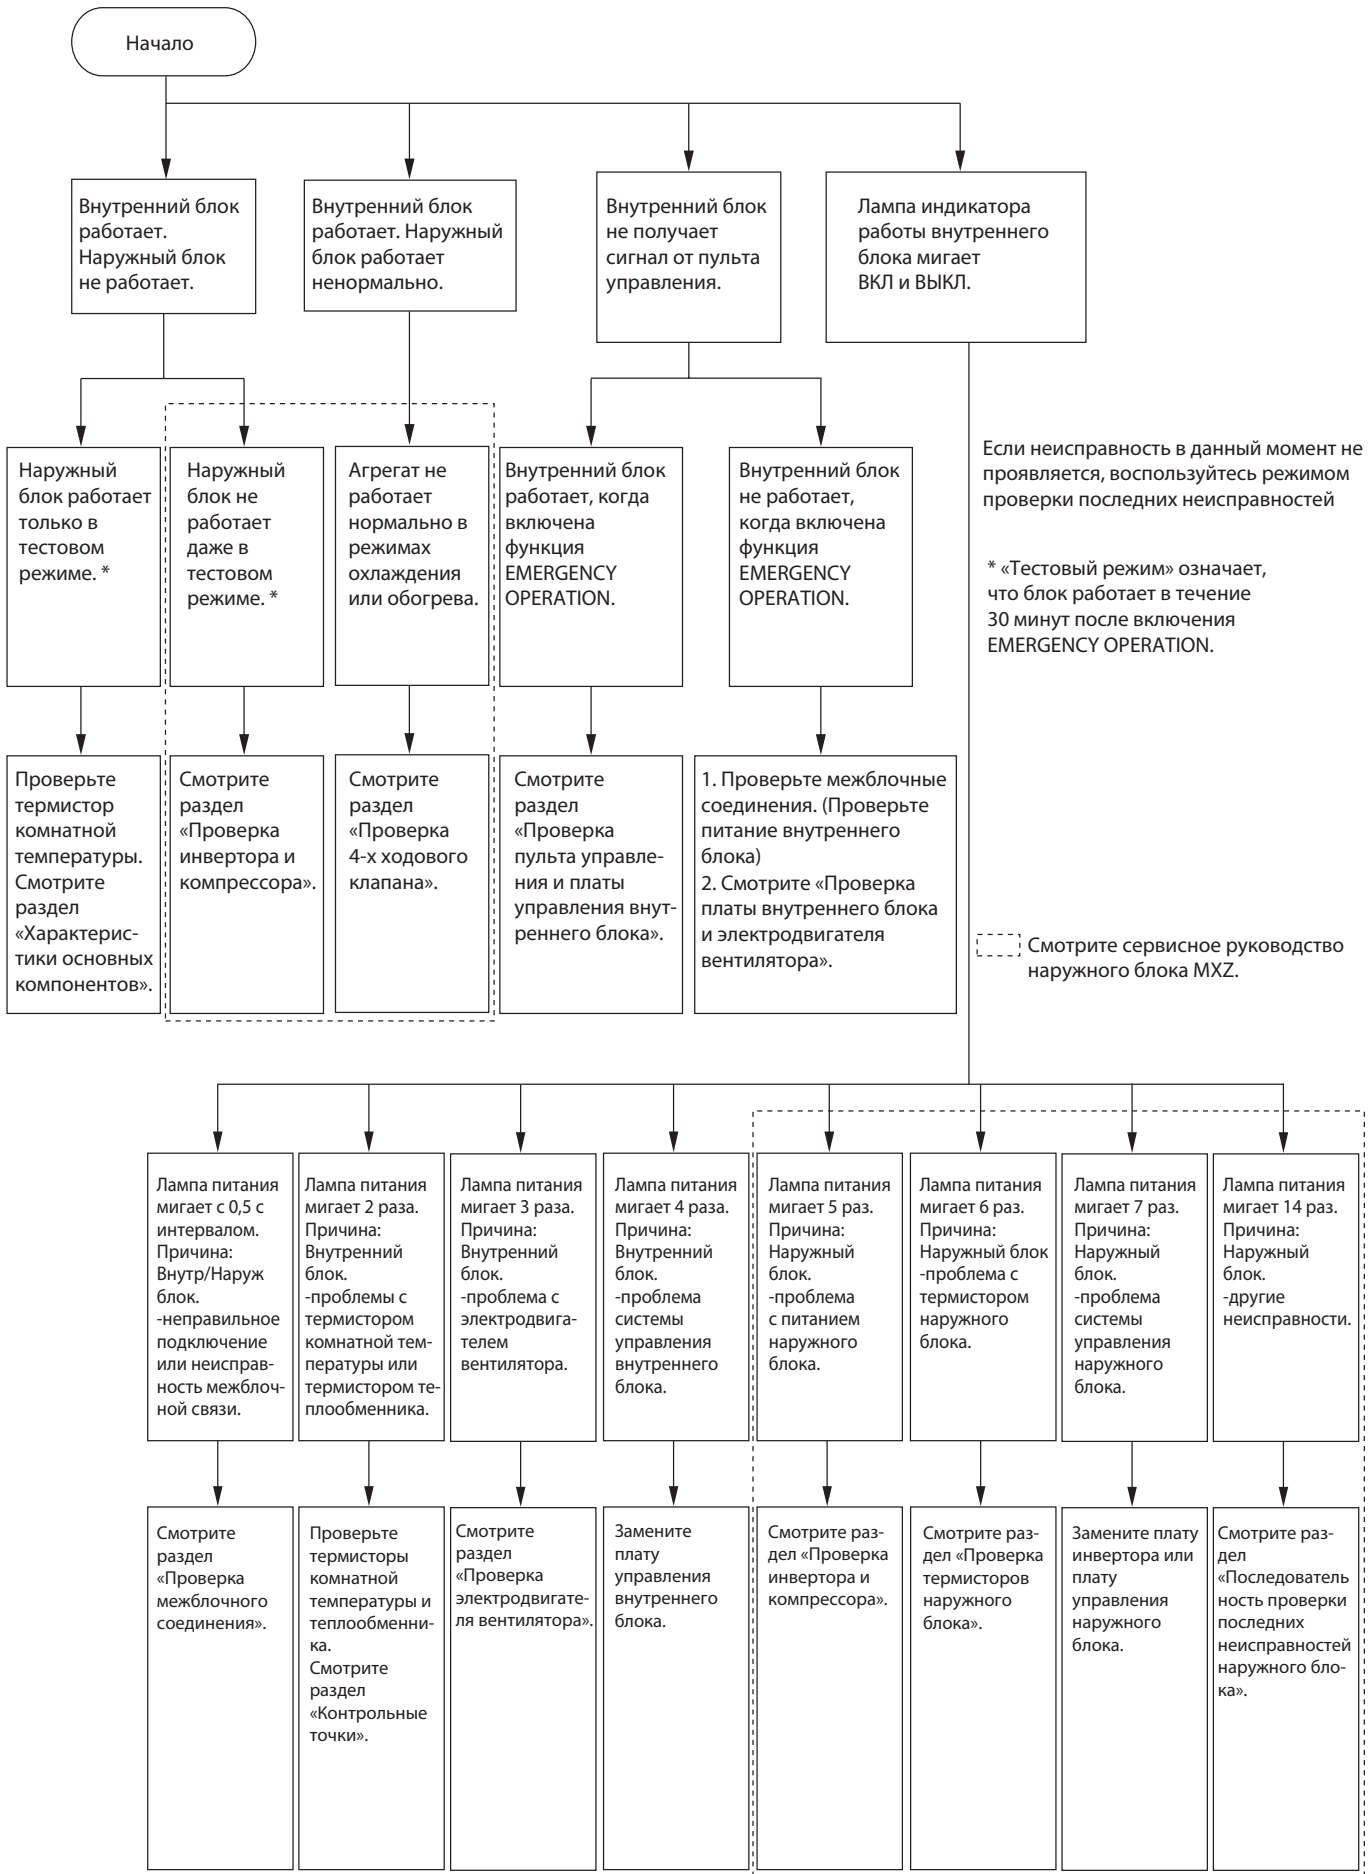 Начало
Внутренний блок
работает.
Наружный блок
не работает.
Внутренний блок
работает. Наружный
блок работает
ненормально.
Внутренний блок
не получает
сигнал от пульта
управления.
Лампа индикатора
работы внутреннего
блока мигает
ВКЛ и ВЫКЛ.
Наружный
блок работает
только в
тестовом
режиме. *
Наружный
блок не
работает
даже в
тестовом
режиме. *
Агрегат не
работает
нормально в
режимах
охлаждения
или обогрева.
Внутренний блок
работает, когда
включена
функция
EMERGENCY
OPERATION.
Внутренний блок
не работает,
когда включена
функция
EMERGENCY
OPERATION.
Если неисправность в данный момент не
проявляется, воспользуйтесь режимом
проверки последних неисправностей
* «Тестовый режим» означает,
что блок работает в течение
30 минут после включения
EMERGENCY OPERATION.
Проверьте
термистор
комнатной
температуры.
Смотрите
раздел
«Характерис-
тики основных
компонентов».
Смотрите
раздел
«Проверка
инвертора и
компрессора».
Смотрите
раздел
«Проверка
4-х ходового
клапана».
Смотрите
раздел
«Проверка
пульта управле-
ния и платы
управления внут-
реннего блока».
1. Проверьте межблочные
соединения. (Проверьте
питание внутреннего
блока)
2. Смотрите «Проверка
платы внутреннего блока
и электродвигателя
вентилятора».
Смотрите сервисное руководство
наружного блока MXZ.
Лампа питания
мигает с 0,5 с
интервалом.
Причина:
Внутр/Наруж
блок.
-неправильное
подключение
или неисправ-
ность межблоч-
ной связи.
Лампа питания
мигает 2 раза.
Причина:
Внутренний
блок.
-проблемы с
термистором
комнатной тем-
пературы или
термистором те-
плообменника.
Лампа питания
мигает 3 раза.
Причина:
Внутренний
блок.
-проблема с
электродвига-
телем
вентилятора.
Лампа питания
мигает 4 раза.
Причина:
Внутренний
блок.
-проблема
системы
управления
внутреннего
блока.
Лампа питания
мигает 5 раз.
Причина:
Наружный
блок.
-проблема
с питанием
наружного
блока.
Лампа питания
мигает 6 раз.
Причина:
Наружный блок
-проблема с
термистором
наружного
блока.
Лампа питания
мигает 7 раз.
Причина:
Наружный
блок.
-проблема
системы
управления
наружного
блока.
Лампа питания
мигает 14 раз.
Причина:
Наружный
блок.
-другие
неисправности.
Смотрите
раздел
«Проверка
межблочного
соединения».
Проверьте
термисторы
комнатной
температуры и
теплообменни-
ка.
Смотрите
раздел
«Контрольные
точки».
Смотрите
раздел
«Проверка
электродвигате-
ля вентилятора».
Замените
плату
управления
внутреннего
блока.
Смотрите раз-
дел «Проверка
инвертора и
компрессора».
Смотрите раз-
дел «Проверка
термисторов
наружного
блока».
Замените плату
инвертора или
плату
управления
наружного
блока.
Смотрите раз-
дел
«Последователь
ность проверки
последних
неисправностей
наружного бло-
ка».